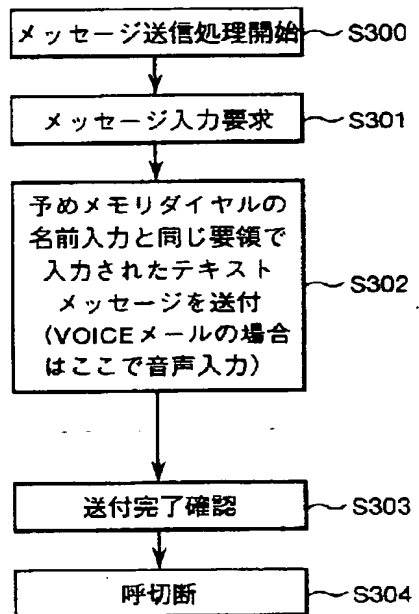 メッセージ送信処理開始 S300
メッセージ入力要求 S301
予めメモリダイヤルの
名前入力と同じ要領で
入力されたテキスト
メッセージを送付
(VOICEメールの場合
はここで音声入力)
S302
送付完了確認 S303
呼切断 S304